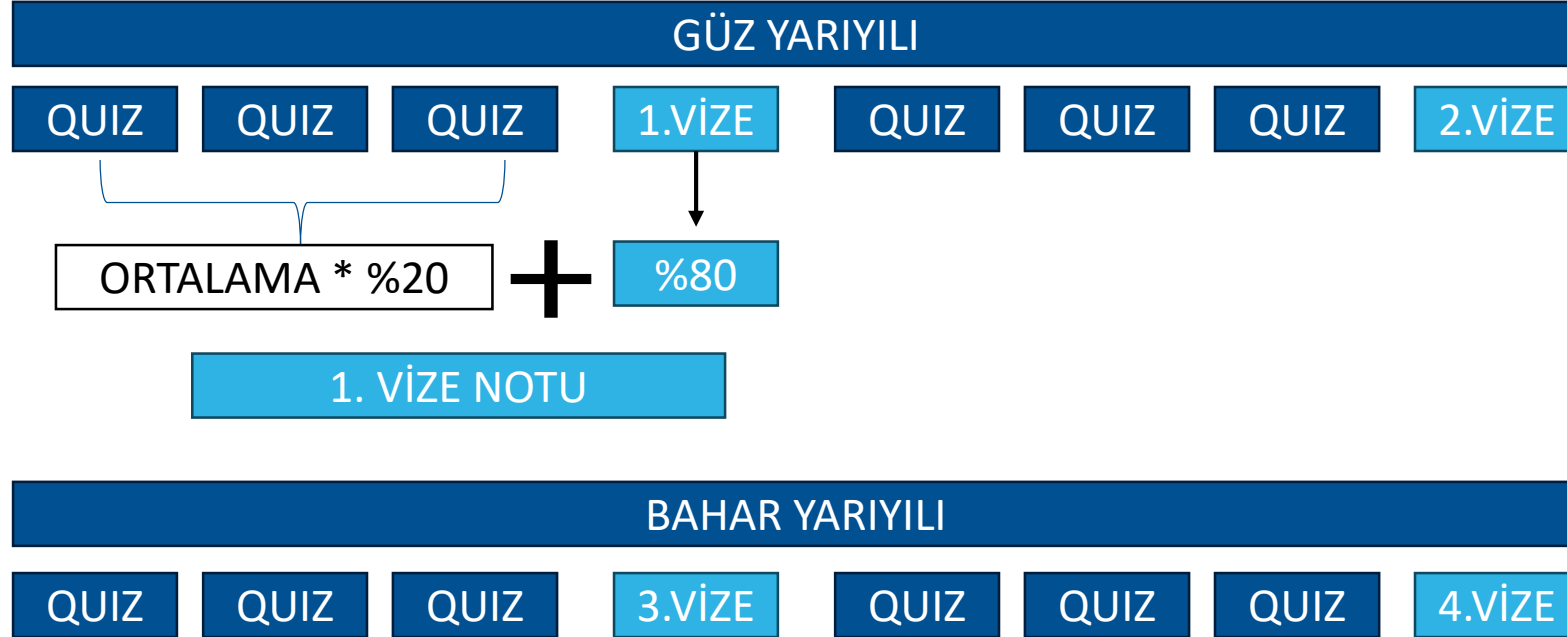 GÜZ YARIYILI
QUIZ QUIZ QUIZ 1.VİZE QUIZ QUIZ QUIZ 2.VİZE
ORTALAMA * %20 + %80
1. VİZE NOTU
BAHAR YARIYILI
QUIZ QUIZ QUIZ 3.VİZE QUIZ QUIZ QUIZ 4.VİZE